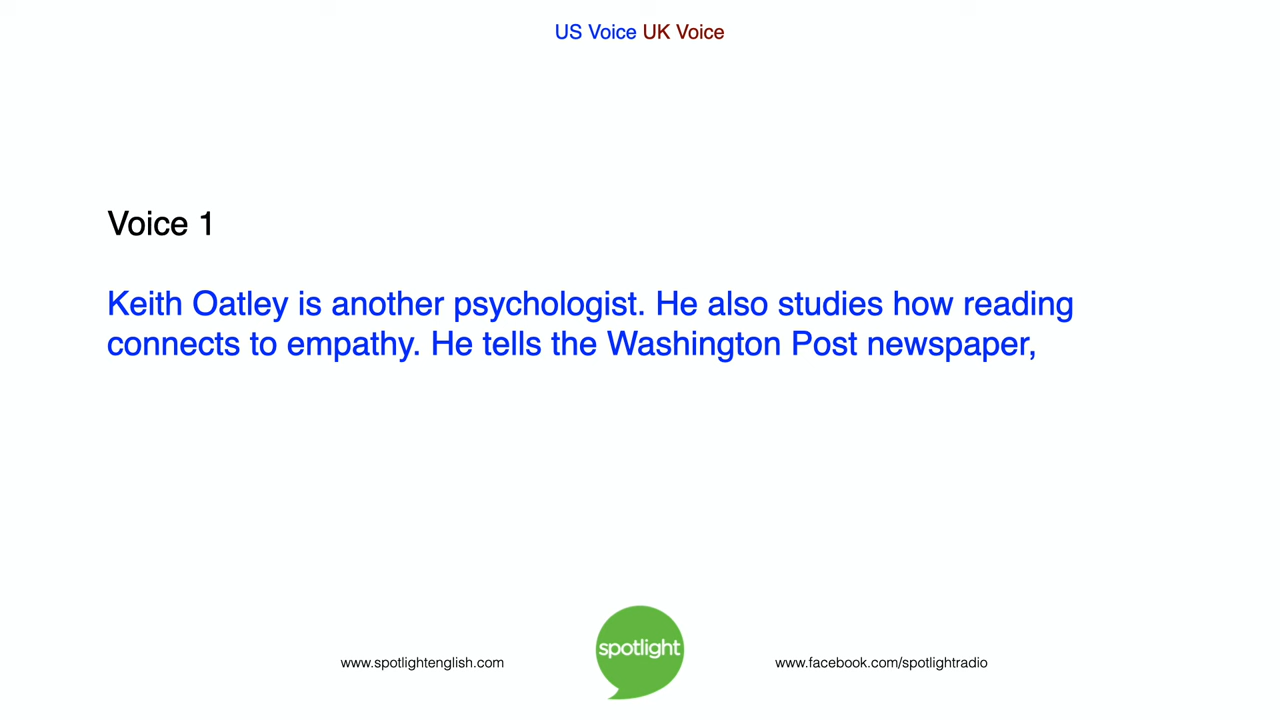 US Voice UK Voice
Voice 1
Keith Oatley is another psychologist. He also studies how reading
connects to empathy. He tells the Washington Post newspaper,
spotlight
www.spotlightenglish.com
www.facebook.com/spotlightradio